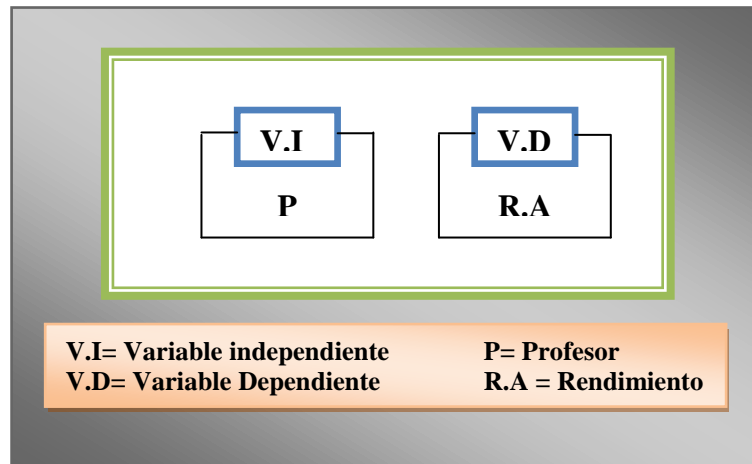 V.I
V.D
P
R.A
V.I= Variable independiente
P= Profesor
V.D= Variable Dependiente
R.A = Rendimiento